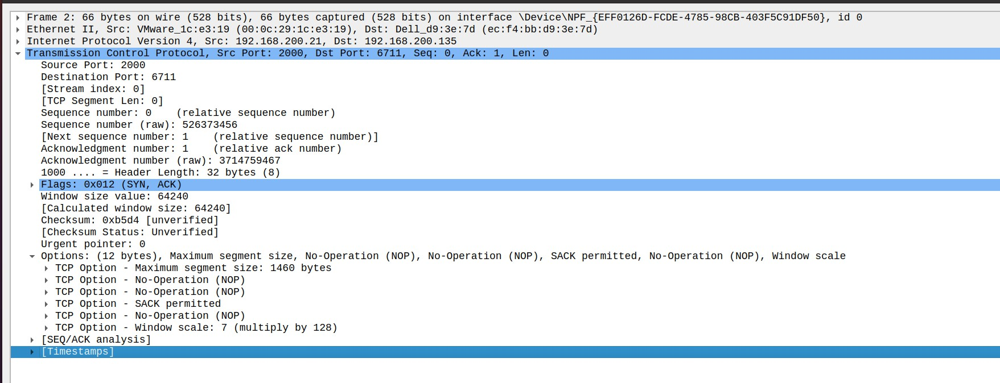 Frame 2: 66 bytes on wire (528 bits), 66 bytes captured (528 bits) on interface \Device\NPF_{EFF0126D-FCDE-4785-98CB-403F5C91DF50}, id 0
Ethernet II, Src: VMware_1c:e3:19 (00:0c:29:1c:e3:19), Dst: Dell_d9:3e:7d (ec:f4:bb:d9:3e:7d)
Internet Protocol Version 4, Src: 192.168.200.21, Dst: 192.168.200.135
Transmission Control Protocol, Src Port: 2000, Dst Port: 6711, Seq: 0, Ack: 1, Len: 0
Source Port: 2000
Destination Port: 6711
[Stream index: 0]
[TCP Segment Len: 0]
Sequence number: 0    (relative sequence number)
Sequence number (raw): 526373456
[Next sequence number: 1    (relative sequence number)]
Acknowledgment number: 1    (relative ack number)
Acknowledgment number (raw): 3714759467
1000 .... = Header Length: 32 bytes (8)
Flags: 0x012 (SYN, ACK)
Window size value: 64240
[Calculated window size: 64240]
Checksum: 0xb5d4 [unverified]
[Checksum Status: Unverified]
Urgent pointer: 0
Options: (12 bytes), Maximum segment size, No-Operation (NOP), No-Operation (NOP), SACK permitted, No-Operation (NOP), Window scale
TCP Option - Maximum segment size: 1460 bytes
TCP Option - No-Operation (NOP)
TCP Option - No-Operation (NOP)
TCP Option - SACK permitted
TCP Option - No-Operation (NOP)
TCP Option - Window scale: 7 (multiply by 128)
[SEQ/ACK analysis]
[Timestamps]